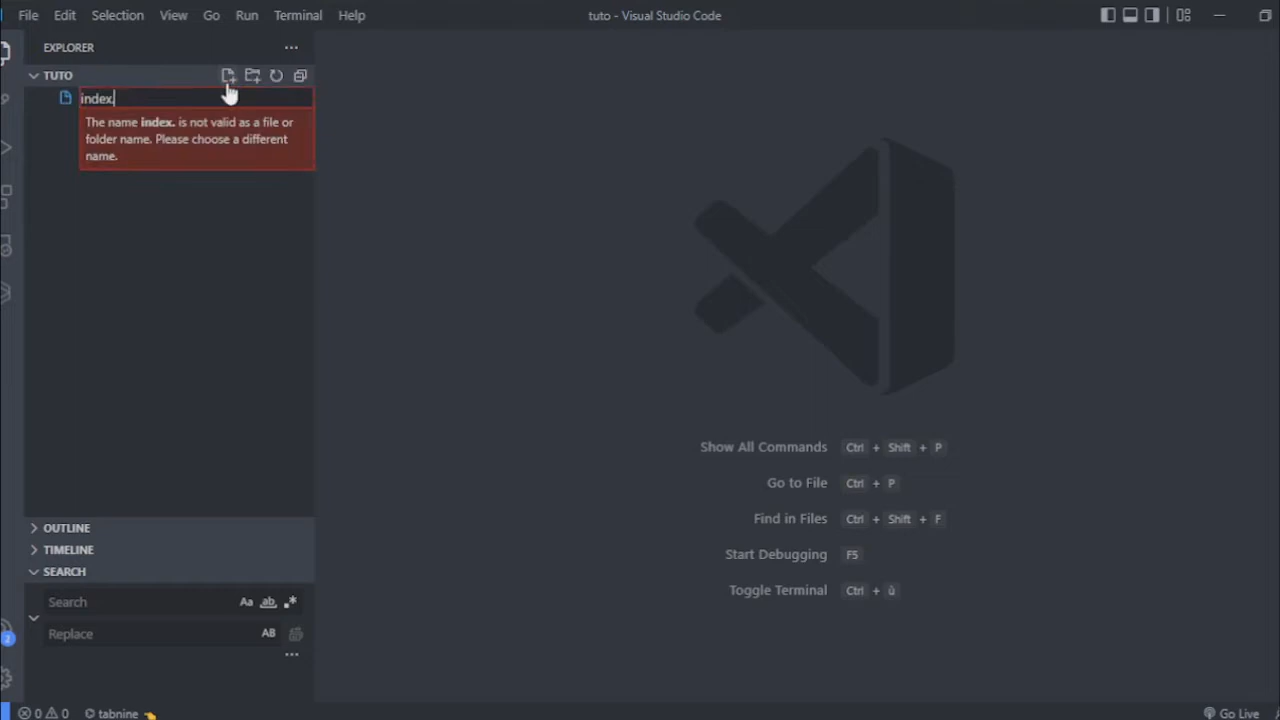 File Edit Selection View Go Run Terminal Help
tuto - Visual Studio Code
EXPLORER
TUTO
index.
The name index. is not valid as a file or
folder name. Please choose a different
name.
Show All Commands Ctrl + Shift + P
Go to File Ctrl + P
Find in Files Ctrl + Shift + F
Start Debugging F5
Toggle Terminal Ctrl + ù
OUTLINE
TIMELINE
SEARCH
Search Aa ab .*
Replace AB
2
0 0 tabnine
Go Live